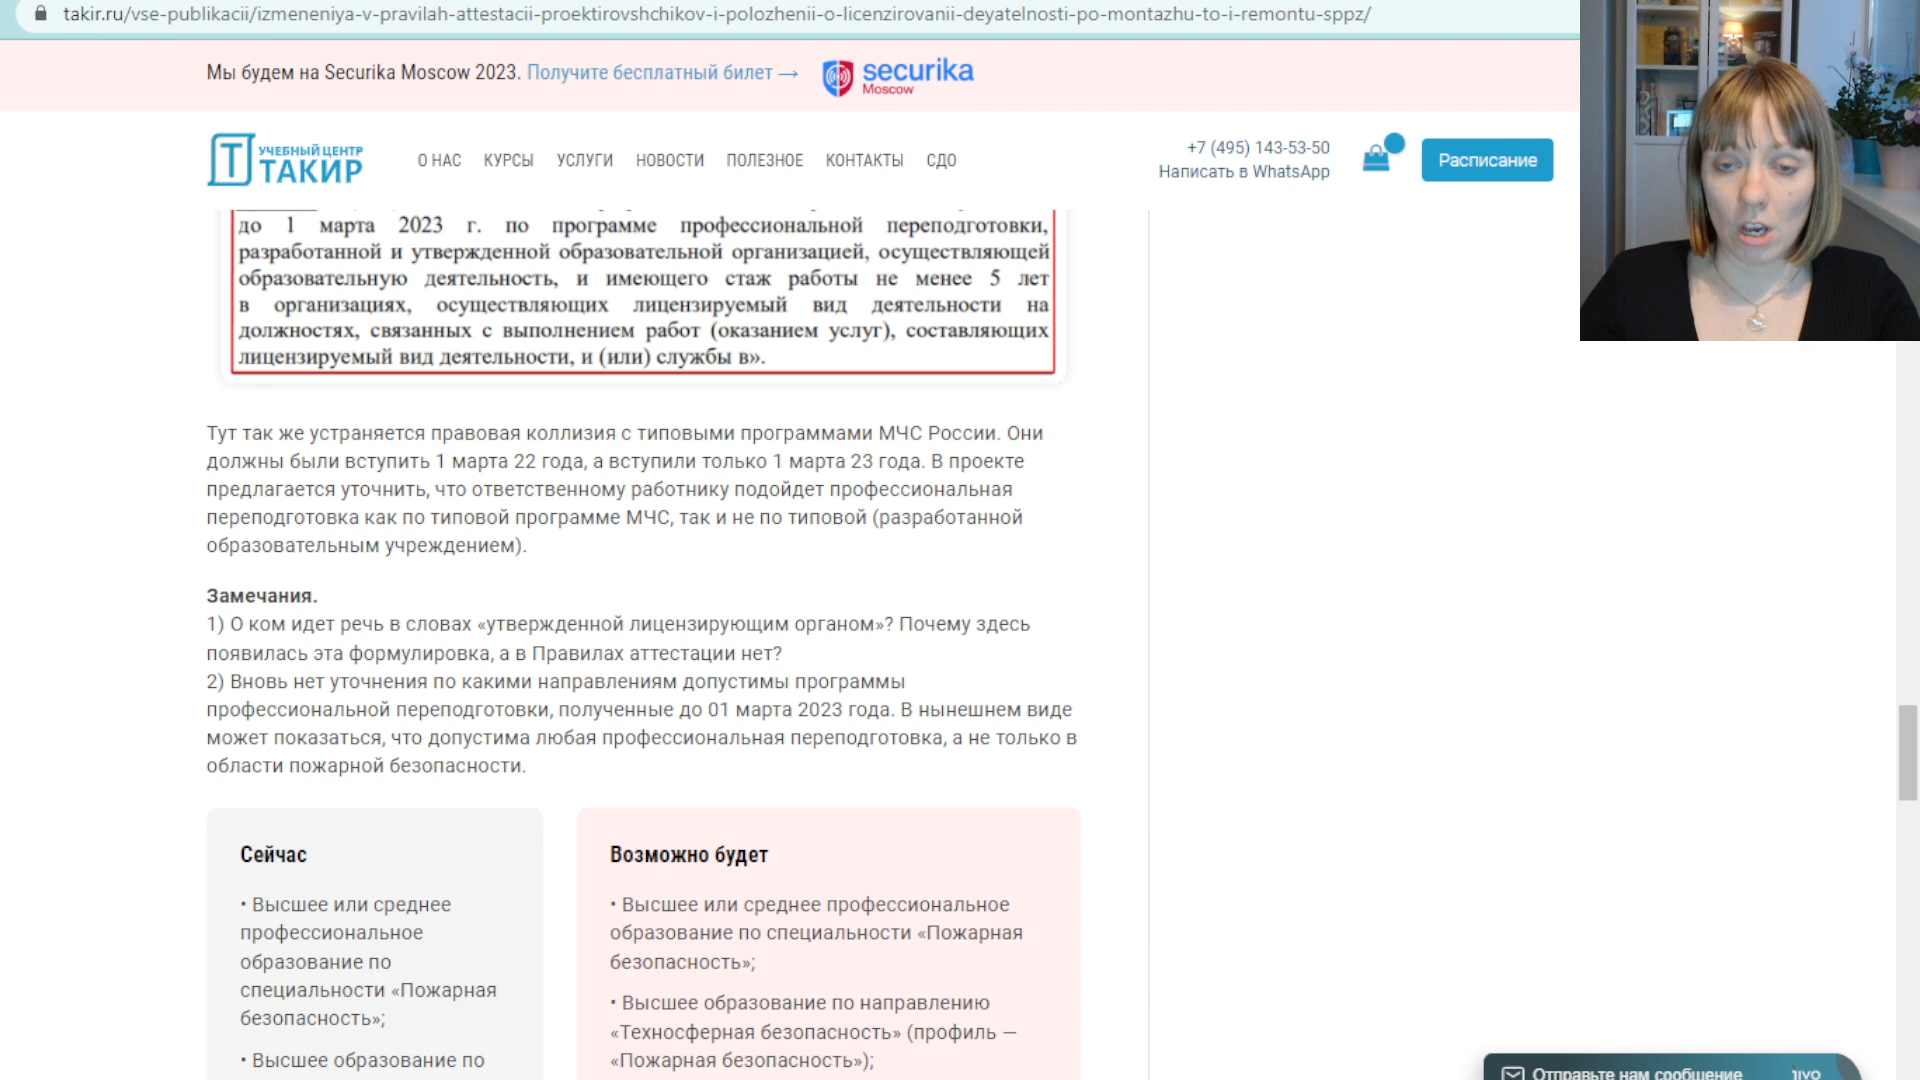 takir.ru/vse-publikacii/izmeneniya-v-pravilah-attestacii-proektirovshchikov-i-polozhenii-o-licenzirovanii-deyatelnosti-po-montazhu-to-i-remontu-sppz/
Мы будем на Securika Moscow 2023. Получите бесплатный билет →
securika
Moscow
УЧЕБНЫЙ ЦЕНТР
ТАКИР
О НАС КУРСЫ УСЛУГИ НОВОСТИ ПОЛЕЗНОЕ КОНТАКТЫ СДО
+7 (495) 143-53-50
Написать в WhatsApp
Расписание
до 1 марта 2023 г. по программе профессиональной переподготовки,
разработанной и утвержденной образовательной организацией, осуществляющей
образовательную деятельность, и имеющего стаж работы не менее 5 лет
в организациях, осуществляющих лицензируемый вид деятельности на
должностях, связанных с выполнением работ (оказанием услуг), составляющих
лицензируемый вид деятельности, и (или) службы в».
Тут так же устраняется правовая коллизия с типовыми программами МЧС России. Они
должны были вступить 1 марта 22 года, а вступили только 1 марта 23 года. В проекте
предлагается уточнить, что ответственному работнику подойдет профессиональная
переподготовка как по типовой программе МЧС, так и не по типовой (разработанной
образовательным учреждением).
Замечания.
1) О ком идет речь в словах «утвержденной лицензирующим органом»? Почему здесь
появилась эта формулировка, а в Правилах аттестации нет?
2) Вновь нет уточнения по какими направлениям допустимы программы
профессиональной переподготовки, полученные до 01 марта 2023 года. В нынешнем виде
может показаться, что допустима любая профессиональная переподготовка, а не только в
области пожарной безопасности.
Сейчас
• Высшее или среднее
профессиональное
образование по
специальности «Пожарная
безопасность»;
• Высшее образование по
Возможно будет
• Высшее или среднее профессиональное
образование по специальности «Пожарная
безопасность»;
• Высшее образование по направлению
«Техносферная безопасность» (профиль —
«Пожарная безопасность»);
Отправьте нам сообщение
jivo